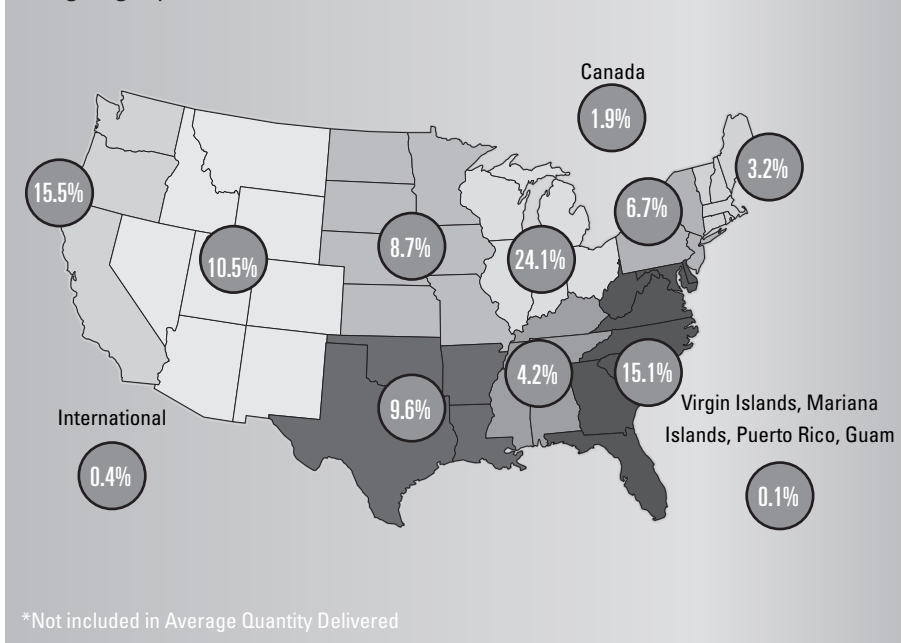 Canada
1.9%
3.2%
15.5%
6.7%
8.7%
24.1%
10.5%
4.2%
15.1%
9.6%
International
0.4%
Virgin Islands, Mariana
Islands, Puerto Rico, Guam
0.1%
*Not included in Average Quantity Delivered